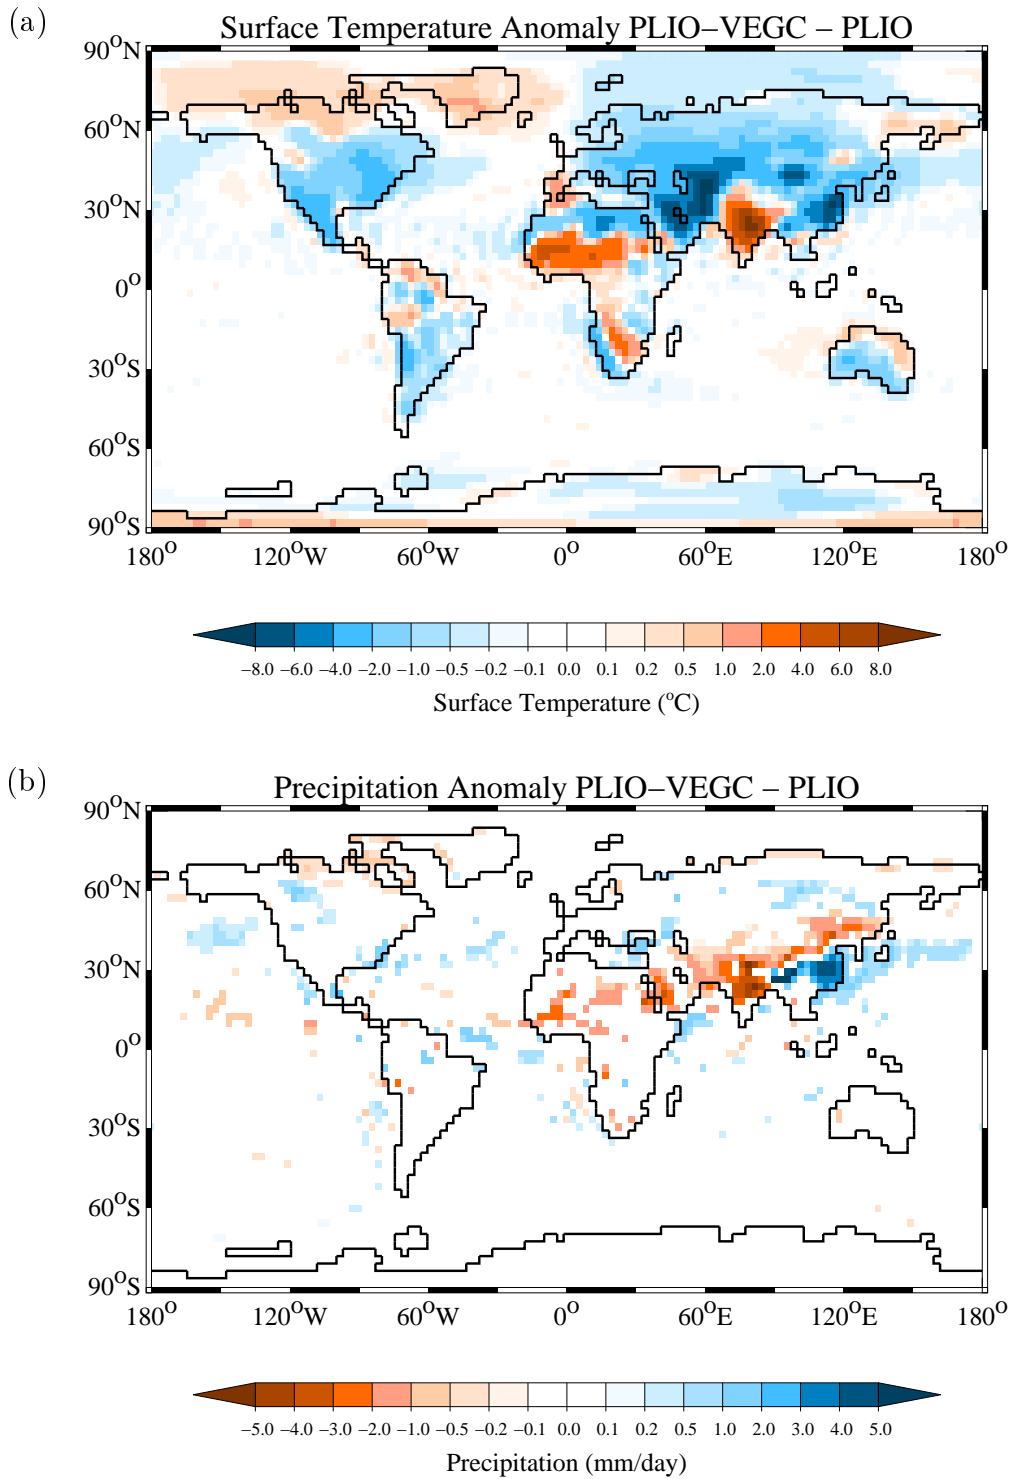 (a)
Surface Temperature Anomaly PLIO−VEGC − PLIO
90°N
60°N
30°N
0°
30°S
60°S
90°S
180° 120°W 60°W 0° 60°E 120°E 180°
−8.0 −6.0 −4.0 −2.0 −1.0 −0.5 −0.2 −0.1 0.0 0.1 0.2 0.5 1.0 2.0 4.0 6.0 8.0
Surface Temperature (°C)
(b)
Precipitation Anomaly PLIO−VEGC − PLIO
90°N
60°N
30°N
0°
30°S
60°S
90°S
180° 120°W 60°W 0° 60°E 120°E 180°
−5.0 −4.0 −3.0 −2.0 −1.0 −0.5 −0.2 −0.1 0.0 0.1 0.2 0.5 1.0 2.0 3.0 4.0 5.0
Precipitation (mm/day)